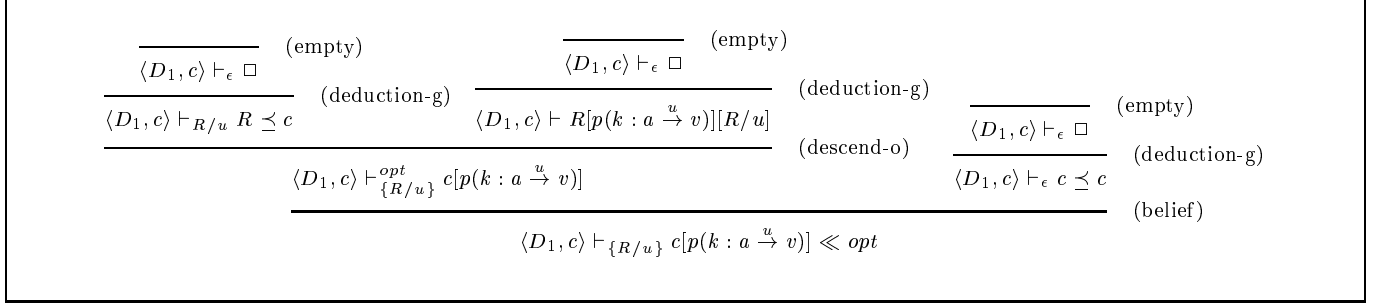 (empty) (empty)
⟨D₁, c⟩ ⊢_ϵ □ ⟨D₁, c⟩ ⊢_ϵ □
(deduction-g) (deduction-g) (empty)
⟨D₁, c⟩ ⊢_{R/u} R ⪯ c ⟨D₁, c⟩ ⊢ R[p(k : a →^u v)][R/u] ⟨D₁, c⟩ ⊢_ϵ □
(descend-o) (deduction-g)
⟨D₁, c⟩ ⊢^{opt}_{{R/u}} c[p(k : a →^u v)] ⟨D₁, c⟩ ⊢_ϵ c ⪯ c
(belief)
⟨D₁, c⟩ ⊢_{{R/u}} c[p(k : a →^u v)] ≪ opt